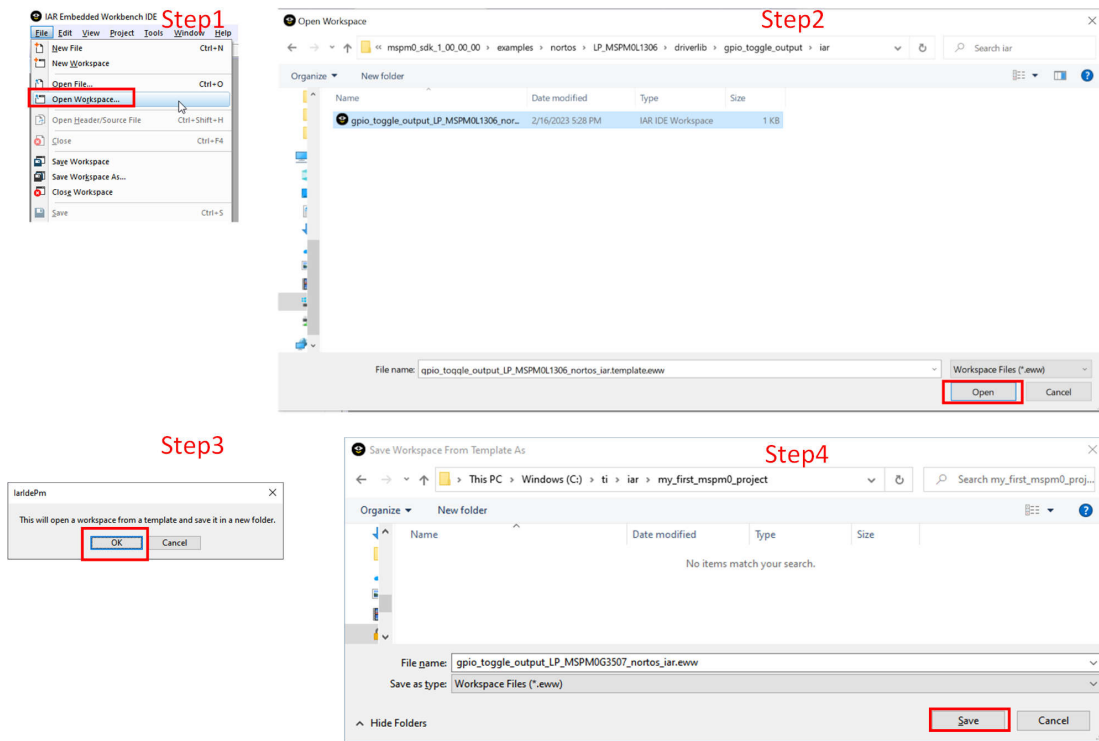 IAR Embedded Workbench IDE
Step1
File Edit View Project Tools Window Help
New File Ctrl+N
New Workspace
Open File... Ctrl+O
Open Workspace...
Open Header/Source File Ctrl+Shift+H
Close Ctrl+F4
Save Workspace
Save Workspace As...
Close Workspace
Save Ctrl+S
Step2
Open Workspace
« mspm0_sdk_1_00_00_00 › examples › nortos › LP_MSPM0L1306 › driverlib › gpio_toggle_output › iar
Search iar
Organize New folder
Name Date modified Type Size
gpio_toggle_output_LP_MSPM0L1306_nor... 2/16/2023 5:28 PM IAR IDE Workspace 1 KB
File name: gpio_toggle_output_LP_MSPM0L1306_nortos_iar.template.eww Workspace Files (*.eww)
Open Cancel
Step3
IarIdePm
This will open a workspace from a template and save it in a new folder.
OK Cancel
Step4
Save Workspace From Template As
› This PC › Windows (C:) › ti › iar › my_first_mspm0_project
Search my_first_mspm0_proj...
Organize New folder
Name Date modified Type Size
No items match your search.
File name: gpio_toggle_output_LP_MSPM0G3507_nortos_iar.eww
Save as type: Workspace Files (*.eww)
Hide Folders
Save Cancel